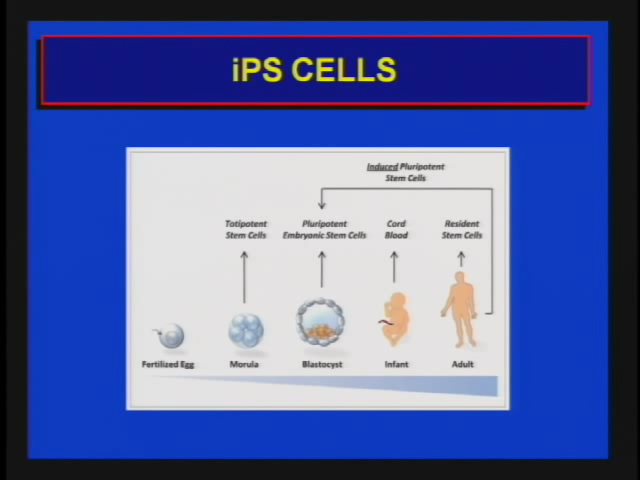 iPS CELLS
Induced Pluripotent
Stem Cells
Totipotent
Stem Cells
Pluripotent
Embryonic Stem Cells
Cord
Blood
Resident
Stem Cells
Fertilized Egg
Morula
Blastocyst
Infant
Adult